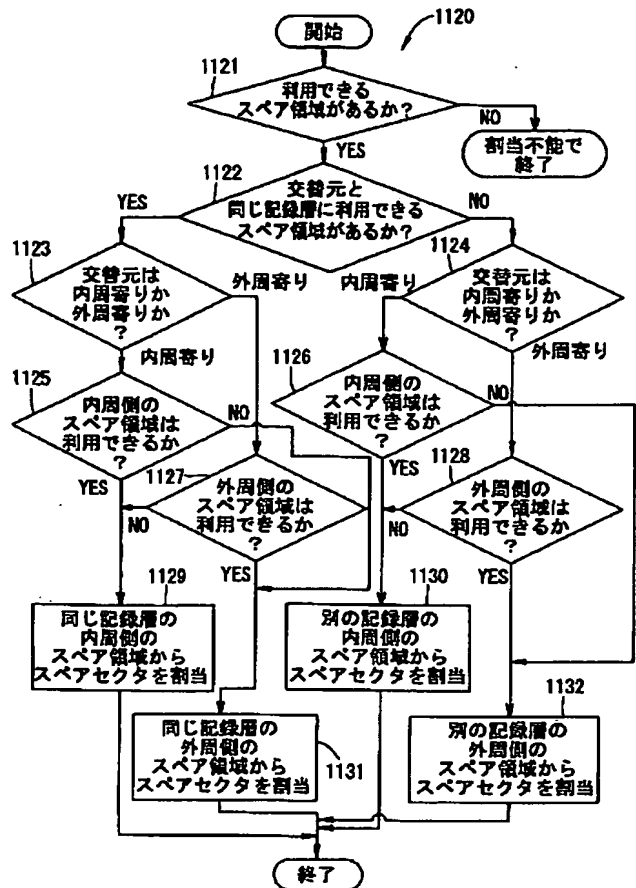 1120
開始
1121
利用できる
スペア領域があるか?
NO
割当不能で
終了
YES
1122
交替元と
同じ記録層に利用できる
スペア領域があるか?
YES
NO
1123
交替元は
内周寄りか
外周寄りか
?
外周寄り
内周寄り
1124
交替元は
内周寄りか
外周寄りか
?
内周寄り
外周寄り
1125
内周側の
スペア領域は
利用できるか
?
NO
YES
1126
内周側の
スペア領域は
利用できるか
?
NO
YES
1127
外周側の
スペア領域は
利用できるか
?
NO
YES
1128
外周側の
スペア領域は
利用できるか
?
NO
YES
1129
同じ記録層の
内周側の
スペア領域から
スペアセクタを割当
1130
別の記録層の
内周側の
スペア領域から
スペアセクタを割当
同じ記録層の
外周側の
スペア領域から
スペアセクタを割当
1131
1132
別の記録層の
外周側の
スペア領域から
スペアセクタを割当
終了